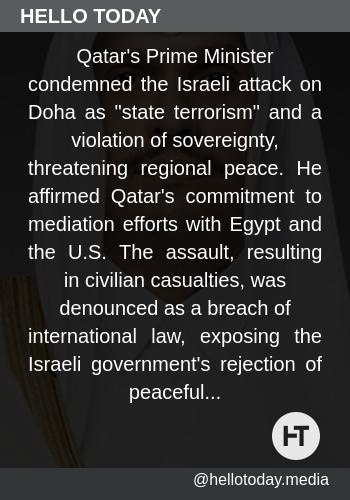 HELLO TODAY
Qatar's Prime Minister
condemned the Israeli attack on
Doha as "state terrorism" and a
violation of sovereignty,
threatening regional peace. He
affirmed Qatar's commitment to
mediation efforts with Egypt and
the U.S. The assault, resulting
in civilian casualties, was
denounced as a breach of
international law, exposing the
Israeli government's rejection of
peaceful...
HT
@hellotoday.media